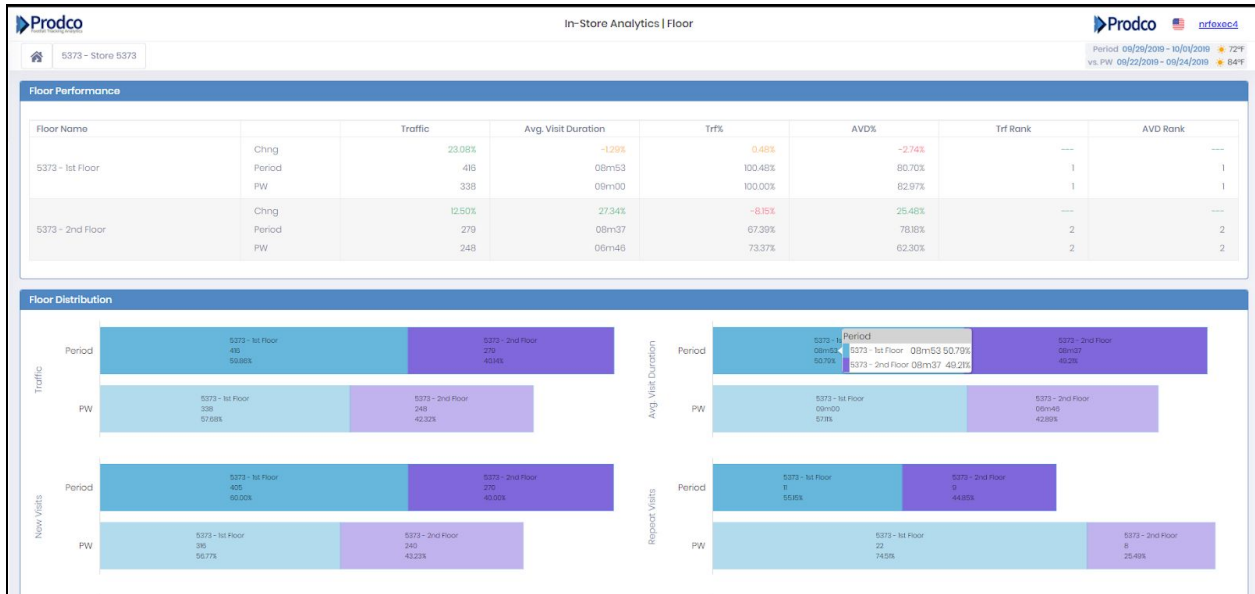 Prodco
In-Store Analytics | Floor
Prodco
nrfexec4
5373 - Store 5373
Period 09/29/2019 - 10/01/2019 72°F
vs. PW 09/22/2019 - 09/24/2019 84°F
Floor Performance
Floor Name Traffic Avg. Visit Duration Trf% AVD% Trf Rank AVD Rank
Chng 23.08% -1.29% 0.48% -2.74% --- ---
5373 - 1st Floor Period 416 08m53 100.48% 80.70% 1 1
PW 338 09m00 100.00% 82.97% 1 1
Chng 12.50% 27.34% -8.15% 25.48% --- ---
5373 - 2nd Floor Period 279 08m37 67.39% 78.18% 2 2
PW 248 06m46 73.37% 62.30% 2 2
Floor Distribution
Traffic
Period
5373 - 1st Floor
416
59.86%
5373 - 2nd Floor
279
40.14%
PW
5373 - 1st Floor
338
57.68%
5373 - 2nd Floor
248
42.32%
Avg. Visit Duration
Period
08m53
50.79%
Period
5373 - 1st Floor 08m53 50.79%
5373 - 2nd Floor 08m37 49.21%
5373 - 2nd Floor
08m37
49.21%
PW
5373 - 1st Floor
09m00
57.11%
5373 - 2nd Floor
06m46
42.89%
New Visits
Period
5373 - 1st Floor
405
60.00%
5373 - 2nd Floor
270
40.00%
PW
5373 - 1st Floor
316
56.77%
5373 - 2nd Floor
240
43.23%
Repeat Visits
Period
5373 - 1st Floor
11
55.15%
5373 - 2nd Floor
9
44.85%
PW
5373 - 1st Floor
22
74.51%
5373 - 2nd Floor
8
25.49%